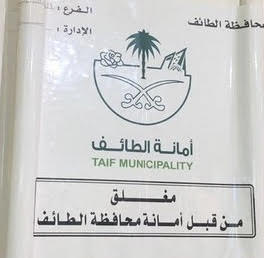 محافظة الطائف
الفرع :
الإدارة :
أمانة الطائف
TAIF MUNICIPALITY
مغلق
من قبل أمانة محافظة الطائف